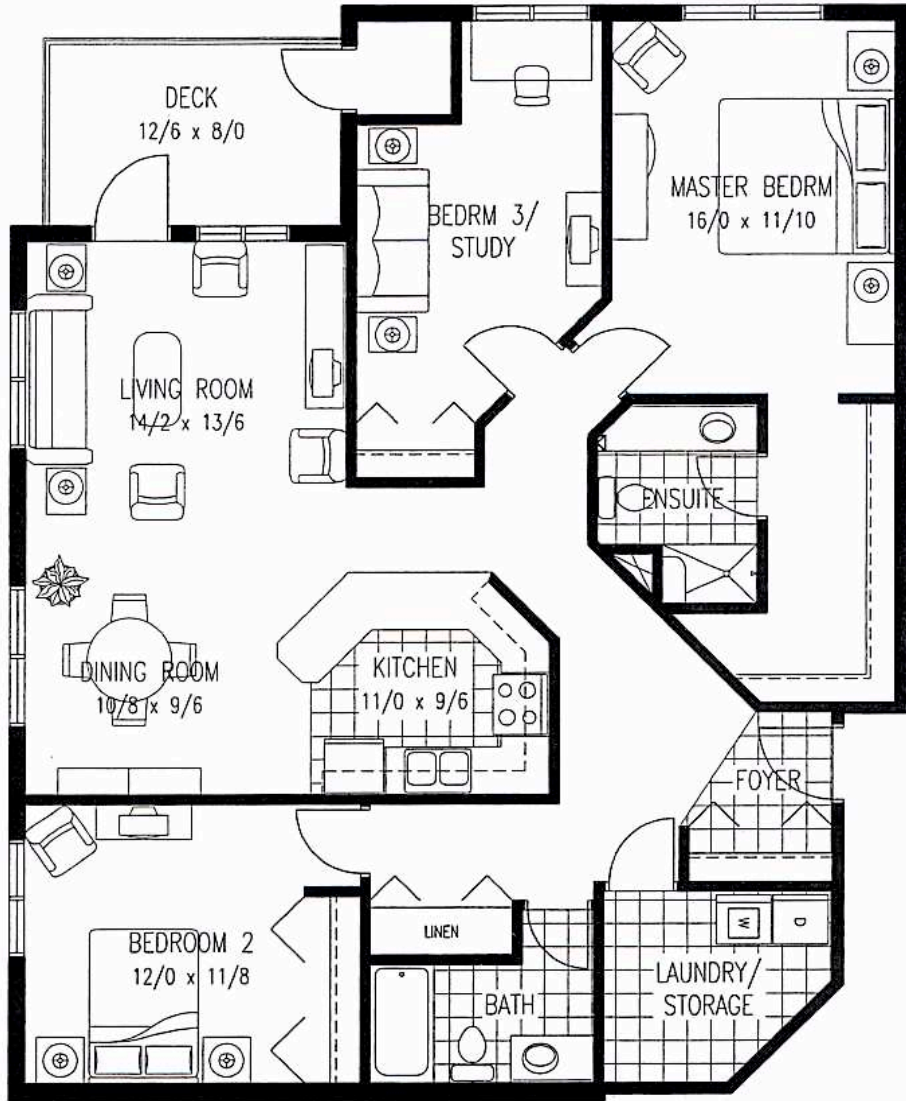 DECK
12/6 x 8/0
BEDRM 3/
STUDY
MASTER BEDRM
16/0 x 11/10
LIVING ROOM
14/2 x 13/6
ENSUITE
DINING ROOM
10/8 x 9/6
KITCHEN
11/0 x 9/6
FOYER
BEDROOM 2
12/0 x 11/8
LINEN
BATH
W
D
LAUNDRY/
STORAGE